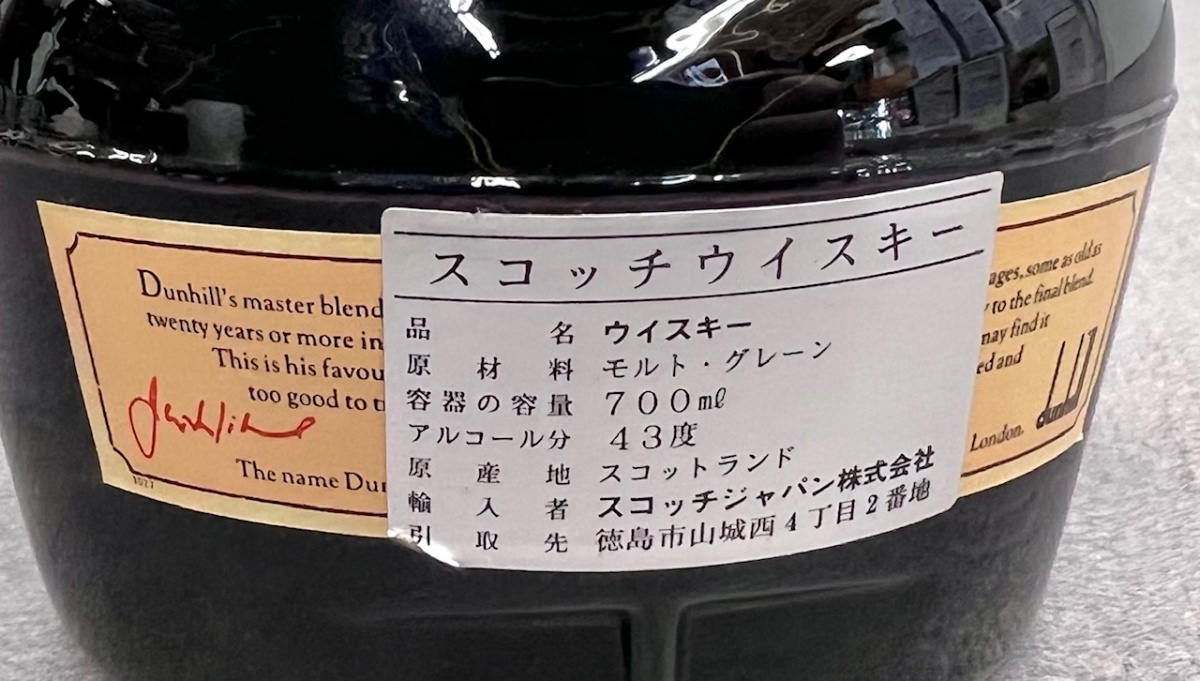 Dunhill's master blend
twenty years or more in
This is his favou
too good to t
The name Dun
1027
スコッチウイスキー
品名 ウイスキー
原材料 モルト・グレーン
容器の容量 700㎖
アルコール分 43度
原産地 スコットランド
輸入者 スコッチジャパン株式会社
引取先 徳島市山城西4丁目2番地
ages, some as old as
to the final blend.
may find it
ed and
London.
dunhill